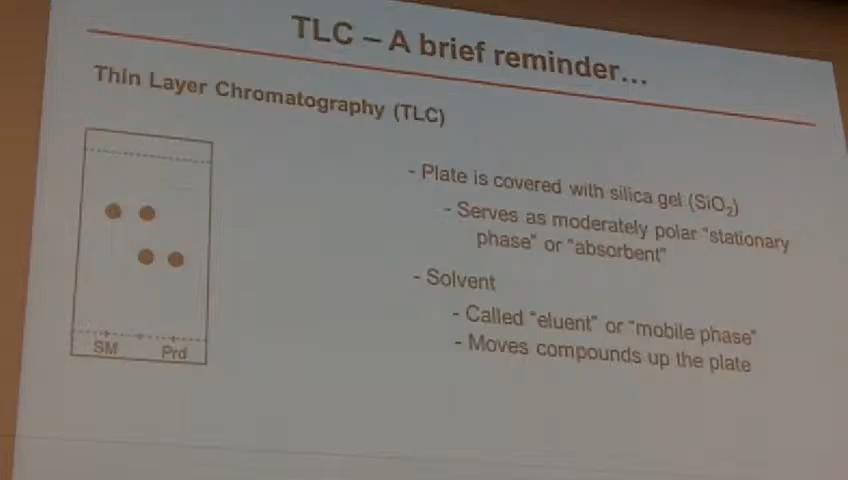 TLC – A brief reminder...
Thin Layer Chromatography (TLC)
- Plate is covered with silica gel (SiO₂)
- Serves as moderately polar "stationary
phase" or "absorbent"
- Solvent
- Called "eluent" or "mobile phase"
- Moves compounds up the plate
SM Prd